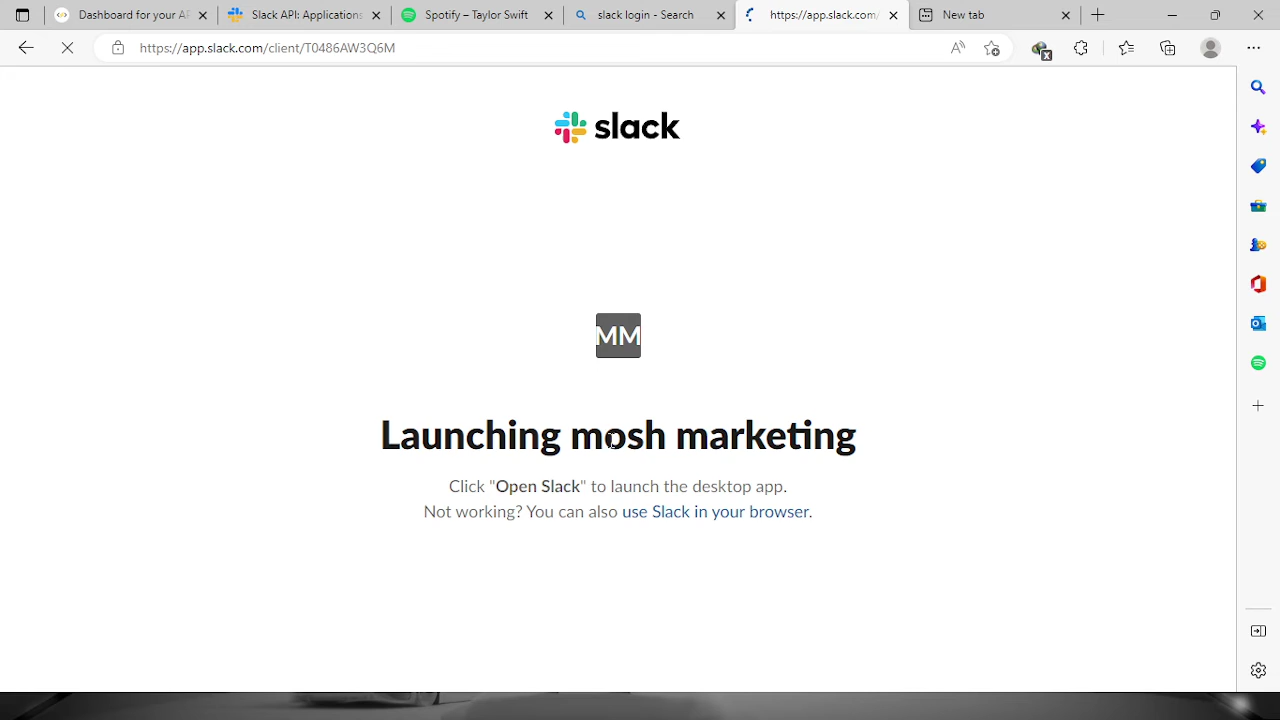 Dashboard for your AP
Slack API: Applications
Spotify – Taylor Swift
slack login - Search
https://app.slack.com/
New tab
https://app.slack.com/client/T0486AW3Q6M
A
x
slack
MM
Launching mosh marketing
Click "Open Slack" to launch the desktop app.
Not working? You can also use Slack in your browser.